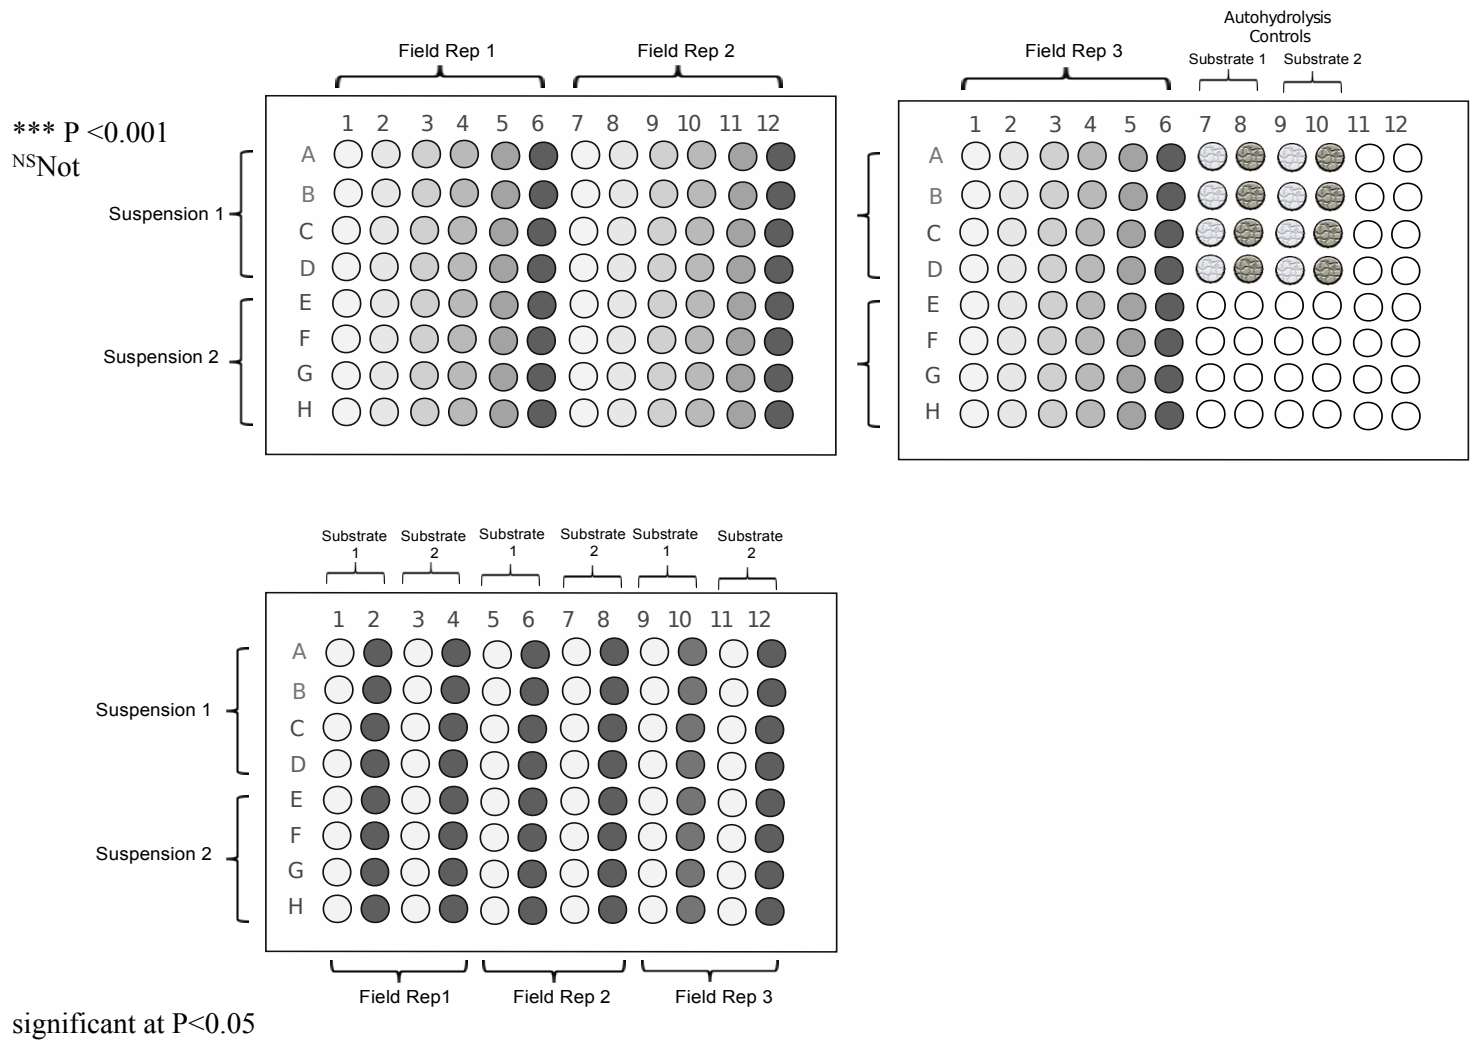 Autohydrolysis
Controls
Field Rep 1 Field Rep 2 Field Rep 3 Substrate 1 Substrate 2
*** P <0.001
NSNot
1 2 3 4 5 6 7 8 9 10 11 12
A
B
C
D
E
F
G
H
Suspension 1
Suspension 2
1 2 3 4 5 6 7 8 9 10 11 12
A
B
C
D
E
F
G
H
Substrate 1 Substrate 2 Substrate 1 Substrate 2 Substrate 1 Substrate 2
1 2 3 4 5 6 7 8 9 10 11 12
A
B
C
D
E
F
G
H
Suspension 1
Suspension 2
Field Rep1 Field Rep 2 Field Rep 3
significant at P<0.05